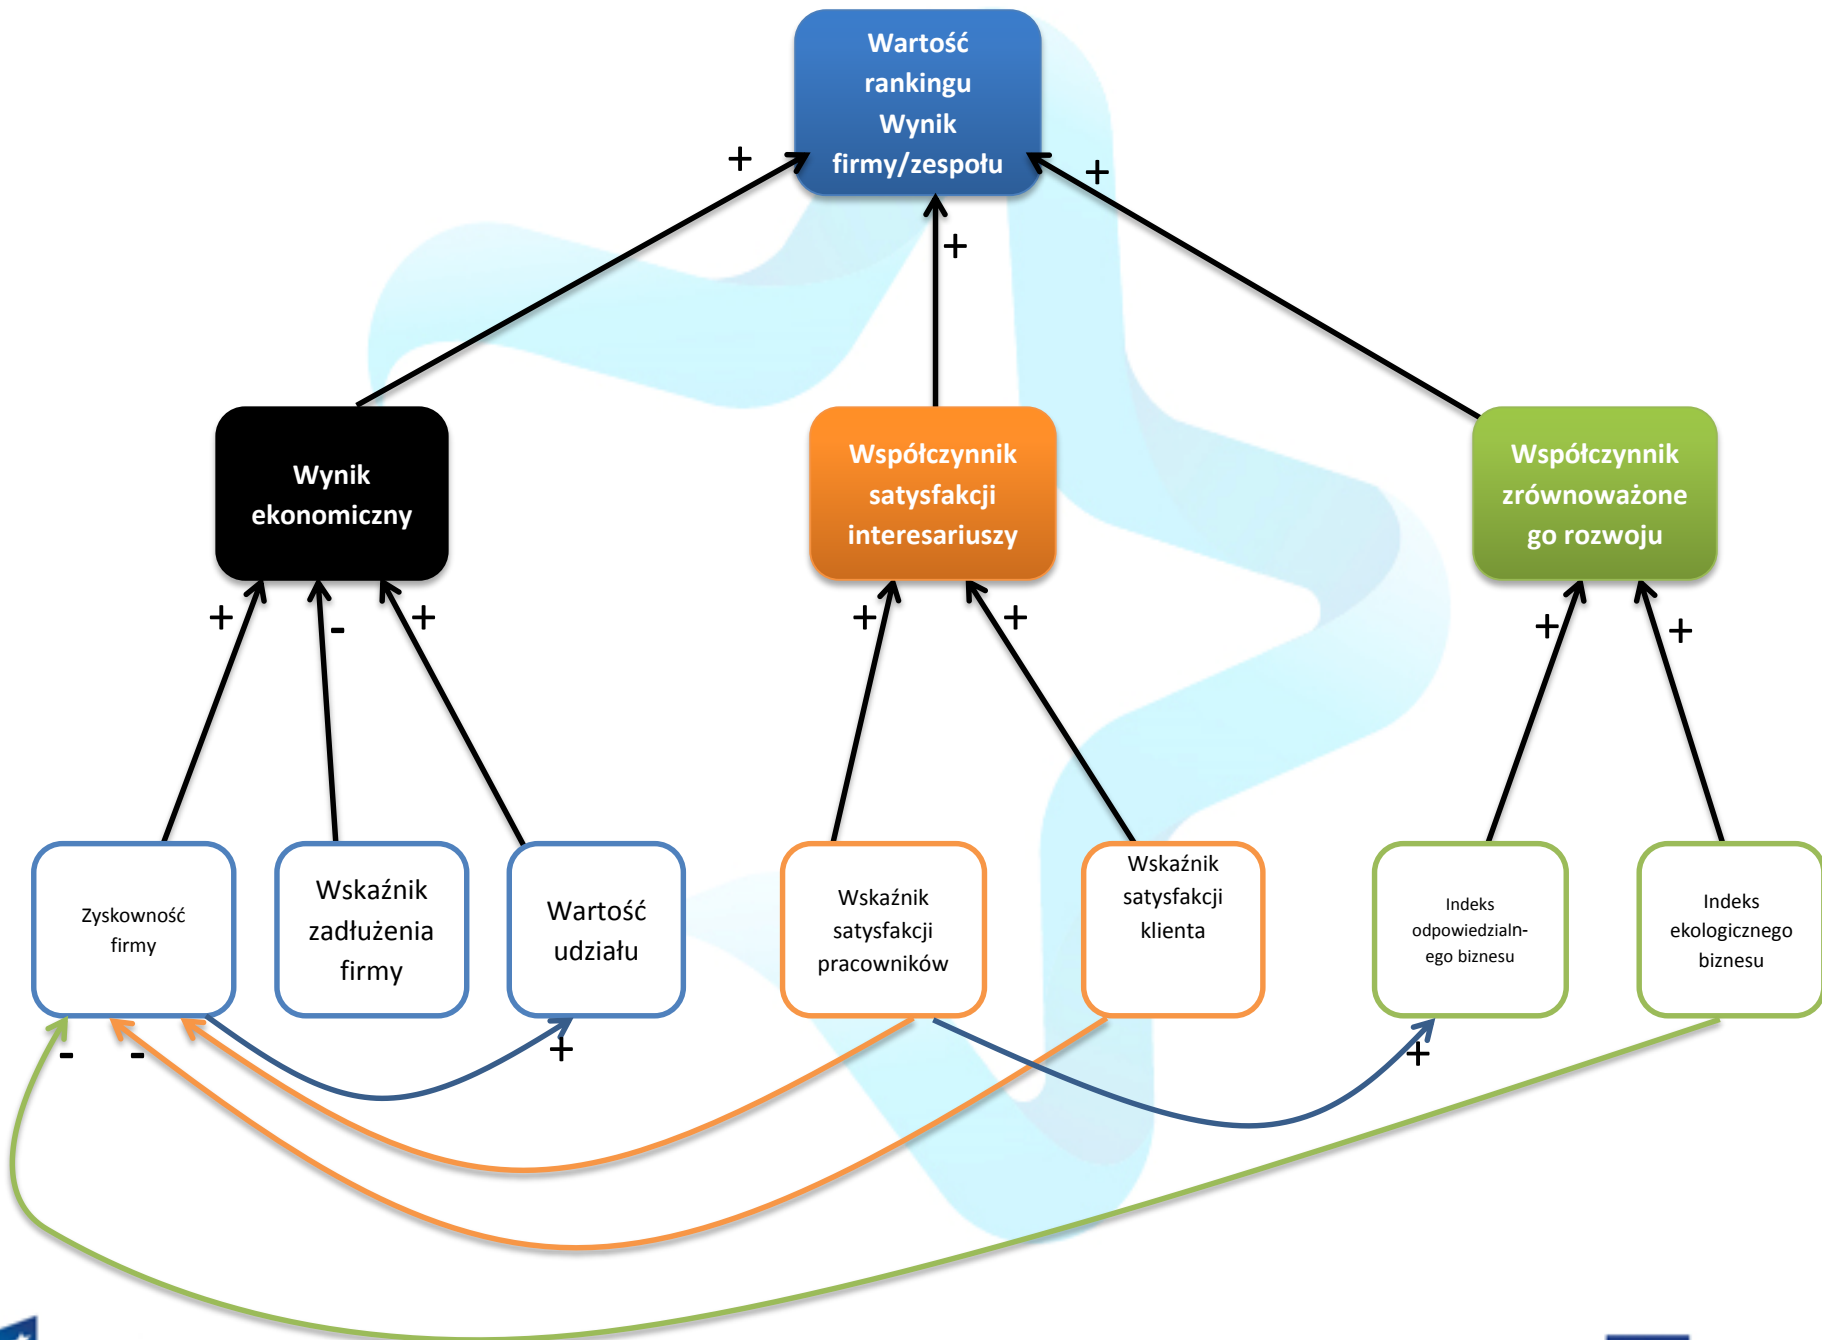 Wartość
rankingu
Wynik
firmy/zespołu
+
+
+
Wynik
ekonomiczny
Współczynnik
satysfakcji
interesariuszy
Współczynnik
zrównoważone
go rozwoju
+
-
+
+
+
+
+
Zyskowność
firmy
Wskaźnik
zadłużenia
firmy
Wartość
udziału
Wskaźnik
satysfakcji
pracowników
Wskaźnik
satysfakcji
klienta
Indeks
odpowiedzialn-
ego biznesu
Indeks
ekologicznego
biznesu
-
-
+
+